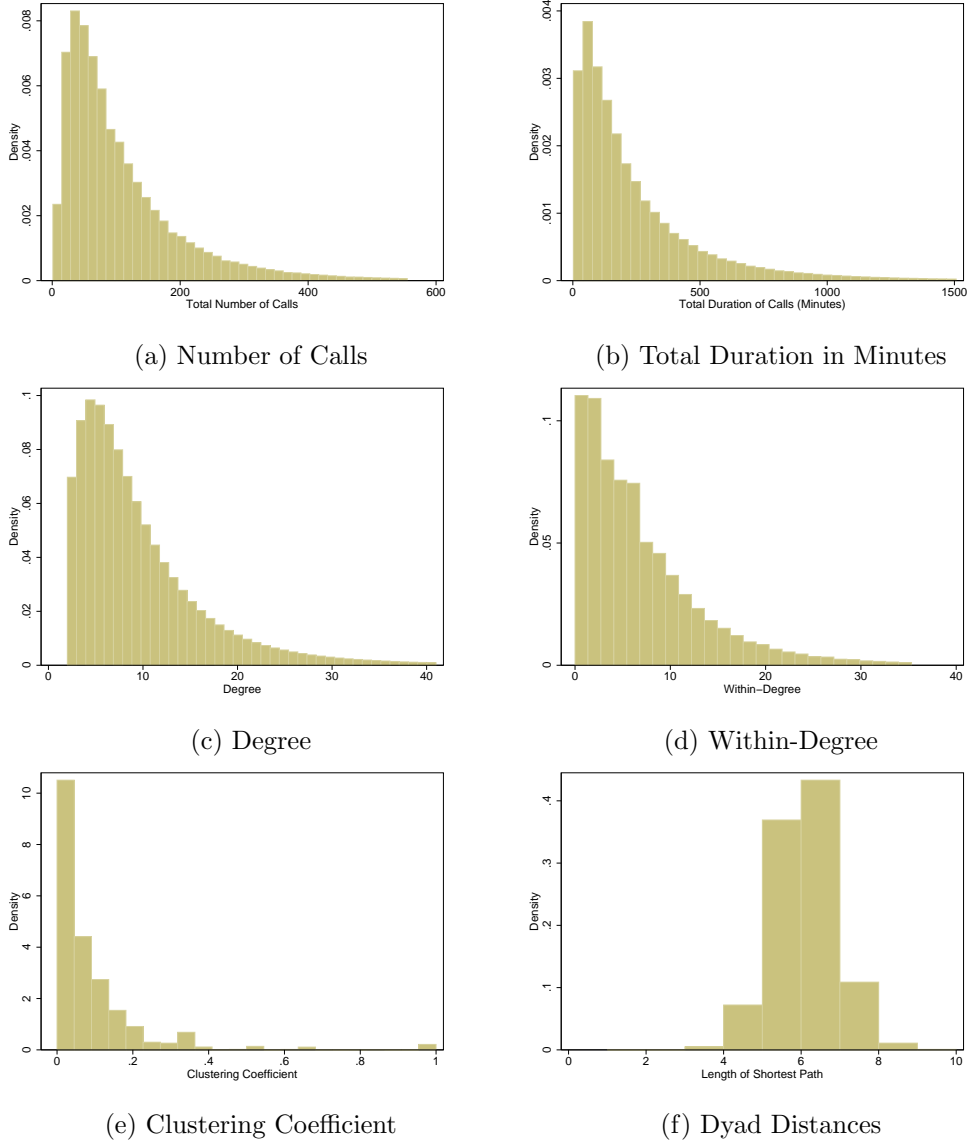 0 .002 .004 .006 .008
Density
0 200 400 600
Total Number of Calls
(a) Number of Calls
0 .001 .002 .003 .004
Density
0 500 1000 1500
Total Duration of Calls (Minutes)
(b) Total Duration in Minutes
0 .02 .04 .06 .08 .1
Density
0 10 20 30 40
Degree
(c) Degree
0 .05 .1
Density
0 10 20 30 40
Within−Degree
(d) Within-Degree
0 2 4 6 8 10
Density
0 .2 .4 .6 .8 1
Clustering Coefficient
(e) Clustering Coefficient
0 .1 .2 .3 .4
Density
0 2 4 6 8 10
Length of Shortest Path
(f) Dyad Distances